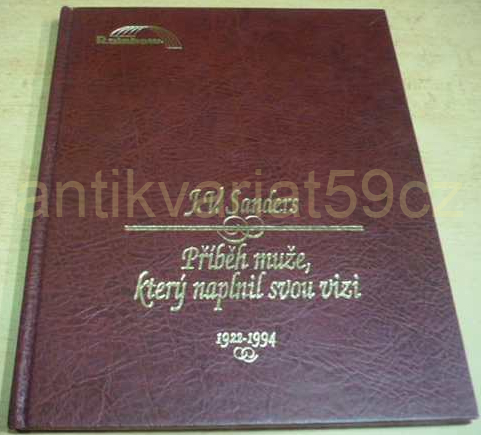 Rainbow
J.V. Sanders
antikvariat59cz
Příběh muže,
který naplnil svou vizi
1922-1994